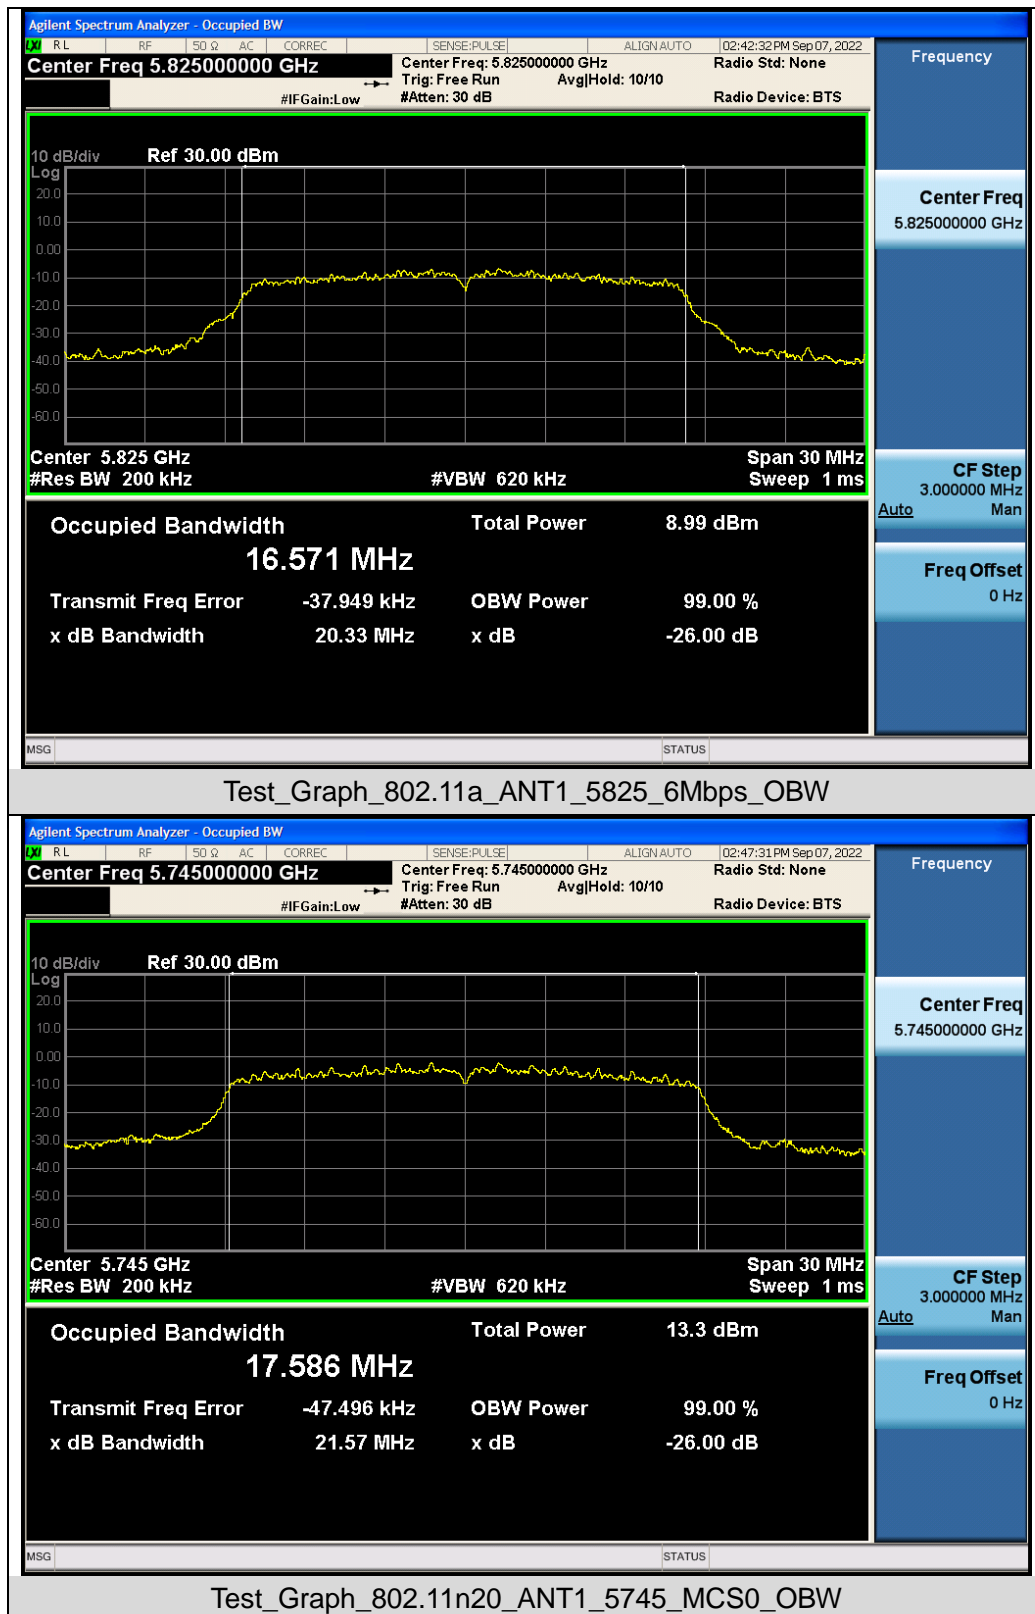 Agilent Spectrum Analyzer - Occupied BW
LXI RL RF 50 Ω AC CORREC SENSE:PULSE ALIGN AUTO 02:42:32 PM Sep 07, 2022
Center Freq 5.825000000 GHz
Center Freq: 5.825000000 GHz
Radio Std: None
Trig: Free Run Avg|Hold: 10/10
#IFGain:Low
#Atten: 30 dB
Radio Device: BTS
Frequency
10 dB/div Ref 30.00 dBm
Log
20.0
10.0
0.00
-10.0
-20.0
-30.0
-40.0
-50.0
-60.0
Center 5.825 GHz Span 30 MHz
#Res BW 200 kHz #VBW 620 kHz Sweep 1 ms
Center Freq
5.825000000 GHz
CF Step
3.000000 MHz
Auto Man
Freq Offset
0 Hz
Occupied Bandwidth Total Power 8.99 dBm
16.571 MHz
Transmit Freq Error -37.949 kHz OBW Power 99.00 %
x dB Bandwidth 20.33 MHz x dB -26.00 dB
MSG STATUS
Test_Graph_802.11a_ANT1_5825_6Mbps_OBW
Agilent Spectrum Analyzer - Occupied BW
LXI RL RF 50 Ω AC CORREC SENSE:PULSE ALIGN AUTO 02:47:31 PM Sep 07, 2022
Center Freq 5.745000000 GHz
Center Freq: 5.745000000 GHz
Radio Std: None
Trig: Free Run Avg|Hold: 10/10
#IFGain:Low
#Atten: 30 dB
Radio Device: BTS
Frequency
10 dB/div Ref 30.00 dBm
Log
20.0
10.0
0.00
-10.0
-20.0
-30.0
-40.0
-50.0
-60.0
Center 5.745 GHz Span 30 MHz
#Res BW 200 kHz #VBW 620 kHz Sweep 1 ms
Center Freq
5.745000000 GHz
CF Step
3.000000 MHz
Auto Man
Freq Offset
0 Hz
Occupied Bandwidth Total Power 13.3 dBm
17.586 MHz
Transmit Freq Error -47.496 kHz OBW Power 99.00 %
x dB Bandwidth 21.57 MHz x dB -26.00 dB
MSG STATUS
Test_Graph_802.11n20_ANT1_5745_MCS0_OBW